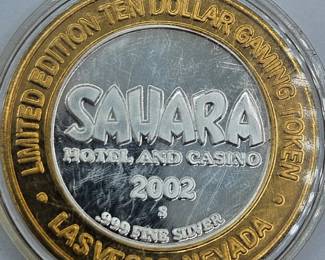 LIMITED EDITION TEN DOLLAR GAMING TOKEN
SAHARA
HOTEL AND CASINO
2002
S
.999 FINE SILVER
LAS VEGAS, NEVADA